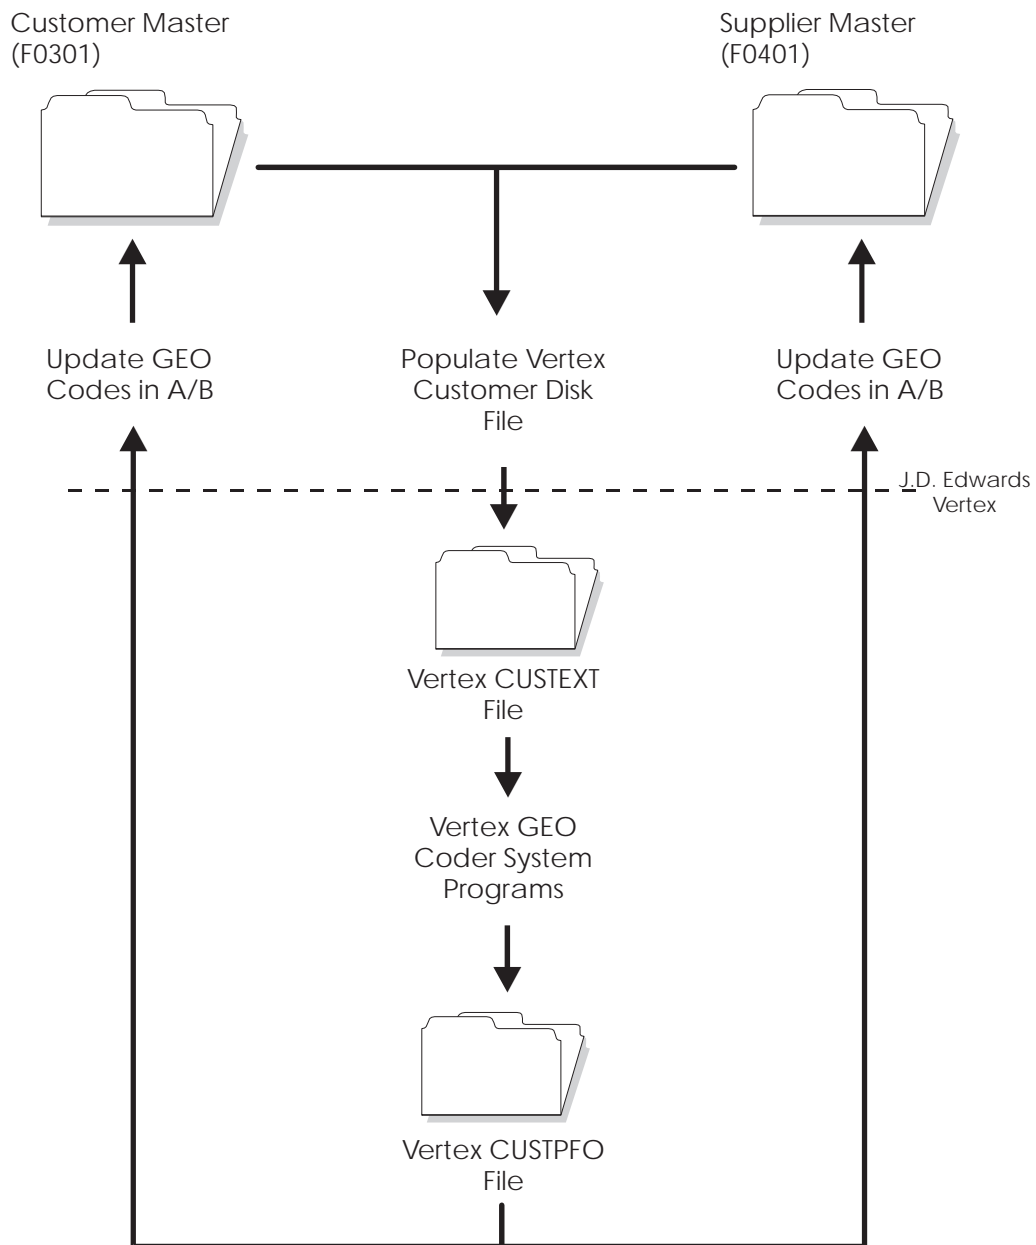 Customer Master
(F0301)
Supplier Master
(F0401)
Update GEO
Codes in A/B
Populate Vertex
Customer Disk
File
Update GEO
Codes in A/B
J.D. Edwards
Vertex
Vertex CUSTEXT
File
Vertex GEO
Coder System
Programs
Vertex CUSTPFO
File